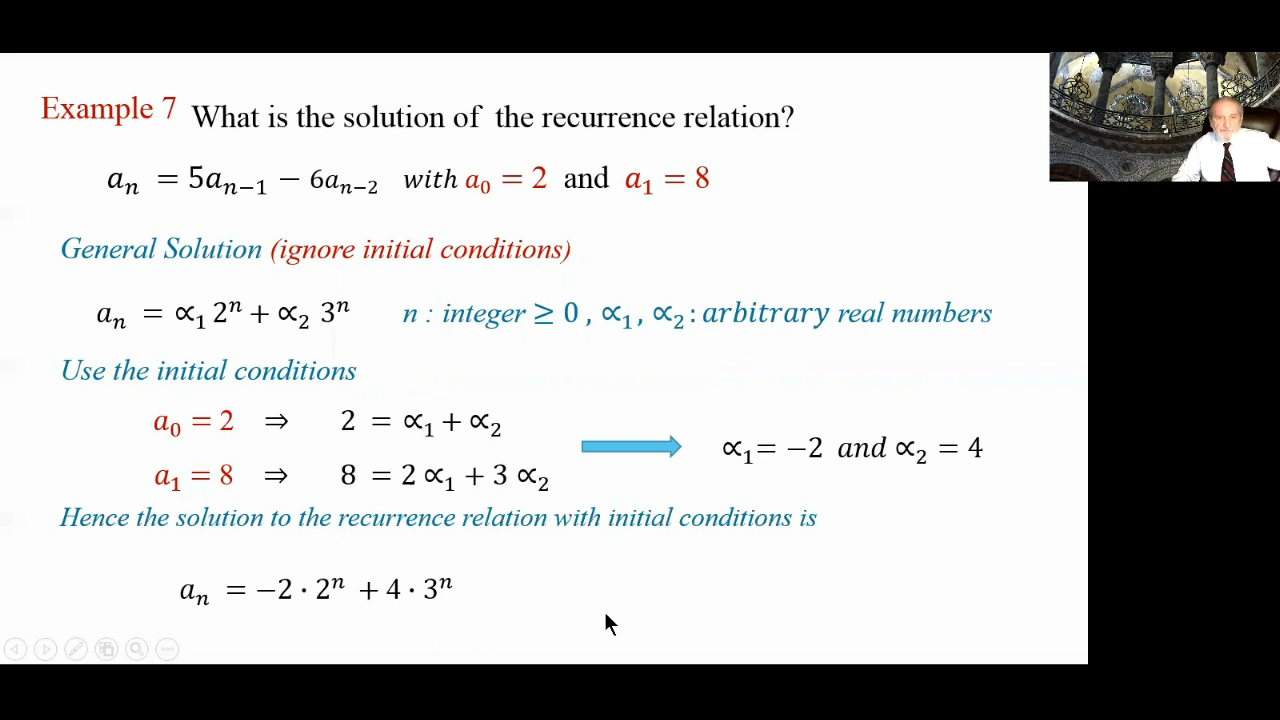 Example 7 What is the solution of the recurrence relation?
aₙ = 5aₙ₋₁ − 6aₙ₋₂ with a₀ = 2 and a₁ = 8
General Solution (ignore initial conditions)
aₙ = ∝₁ 2ⁿ + ∝₂ 3ⁿ n : integer ≥ 0 , ∝₁ , ∝₂ : arbitrary real numbers
Use the initial conditions
a₀ = 2 ⇒ 2 = ∝₁ + ∝₂
a₁ = 8 ⇒ 8 = 2 ∝₁ + 3 ∝₂
∝₁ = −2 and ∝₂ = 4
Hence the solution to the recurrence relation with initial conditions is
aₙ = −2 · 2ⁿ + 4 · 3ⁿ